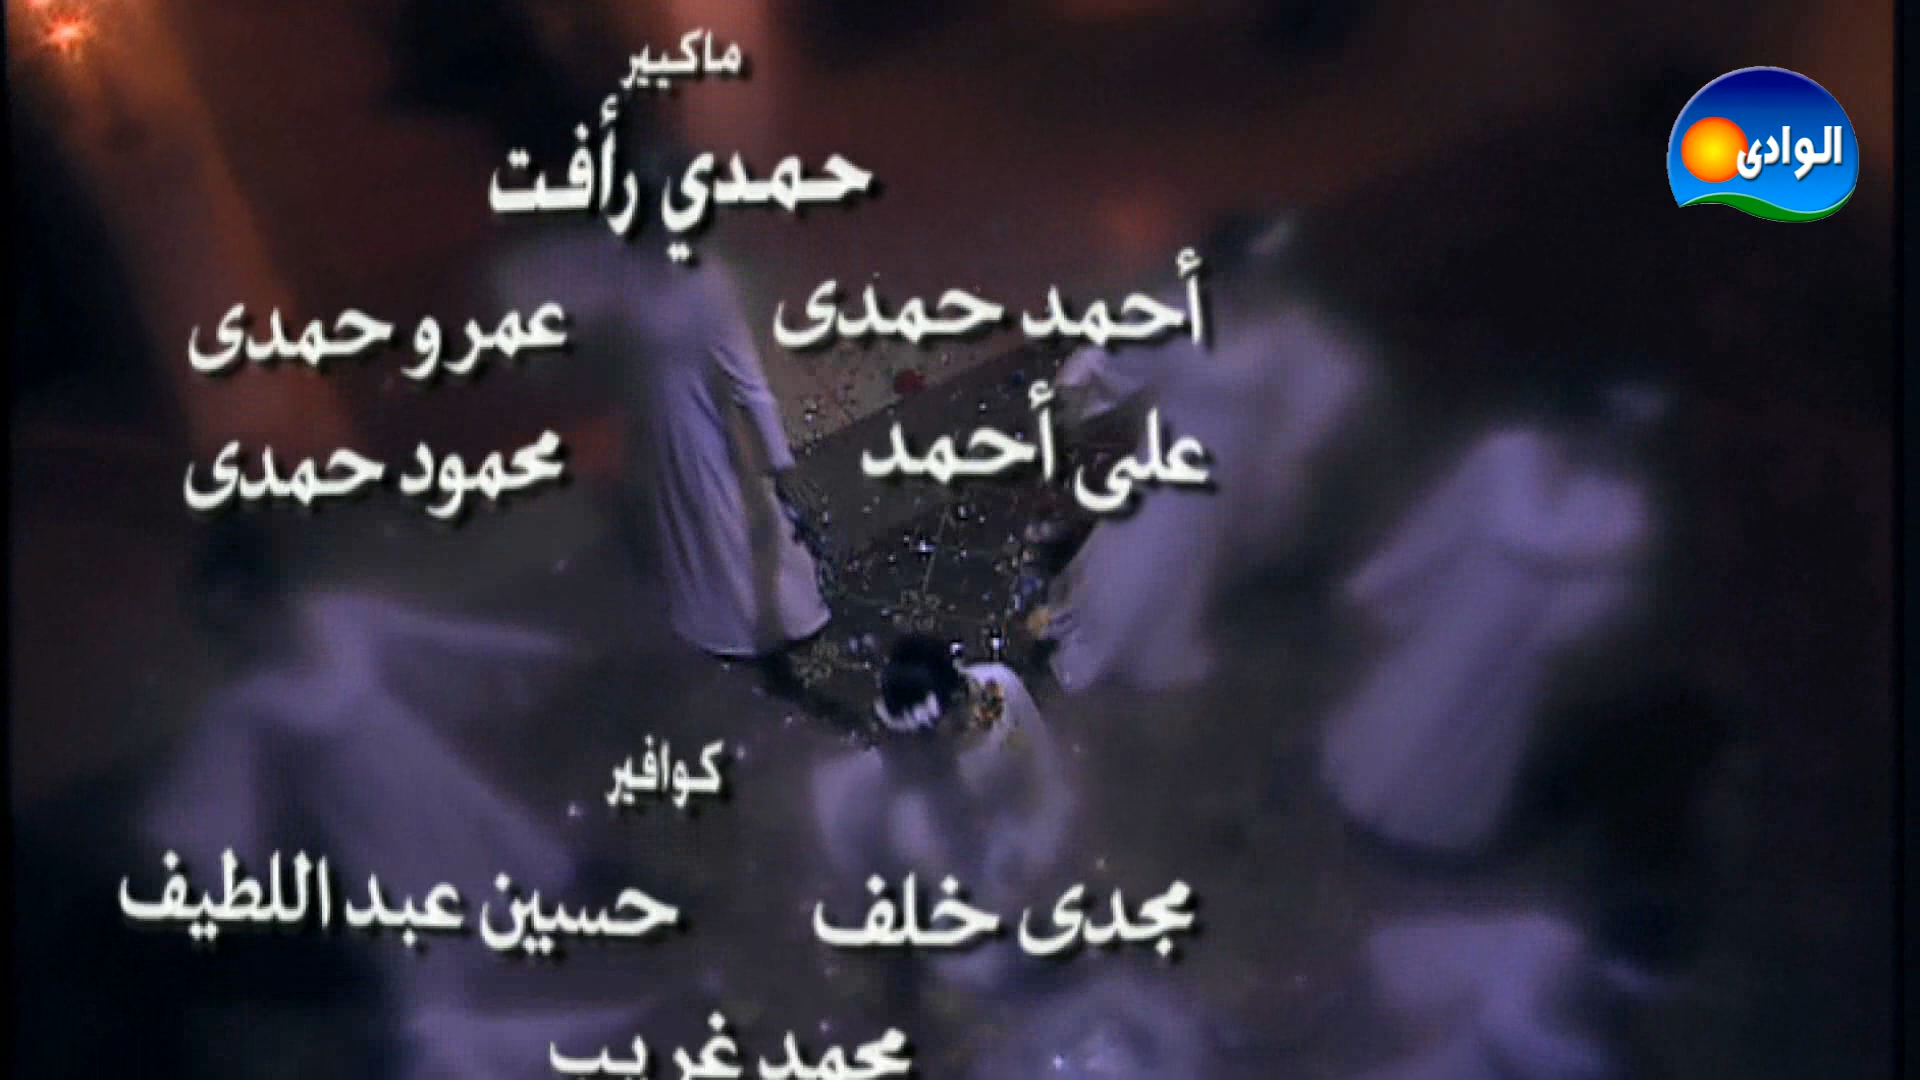 ماكيير
الوادى
حمدي رأفت
أحمد حمدى عمرو حمدى
على أحمد محمود حمدى
كوافير
مجدى خلف حسين عبد اللطيف
محمد غريب